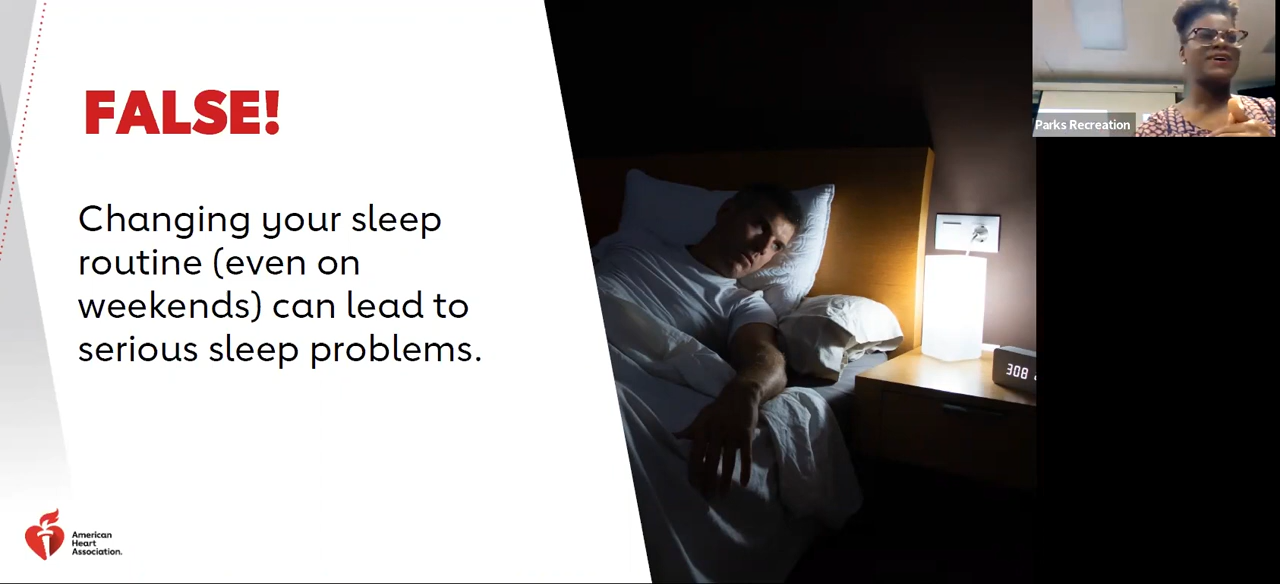 FALSE!
Changing your sleep
routine (even on
weekends) can lead to
serious sleep problems.
American
Heart
Association.
Parks Recreation
308